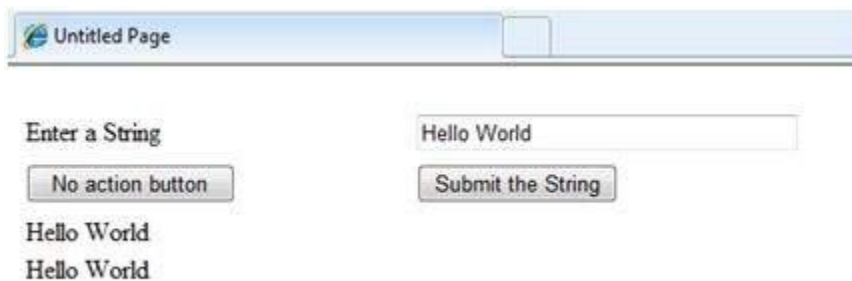 Untitled Page
Enter a String Hello World
No action button Submit the String
Hello World
Hello World